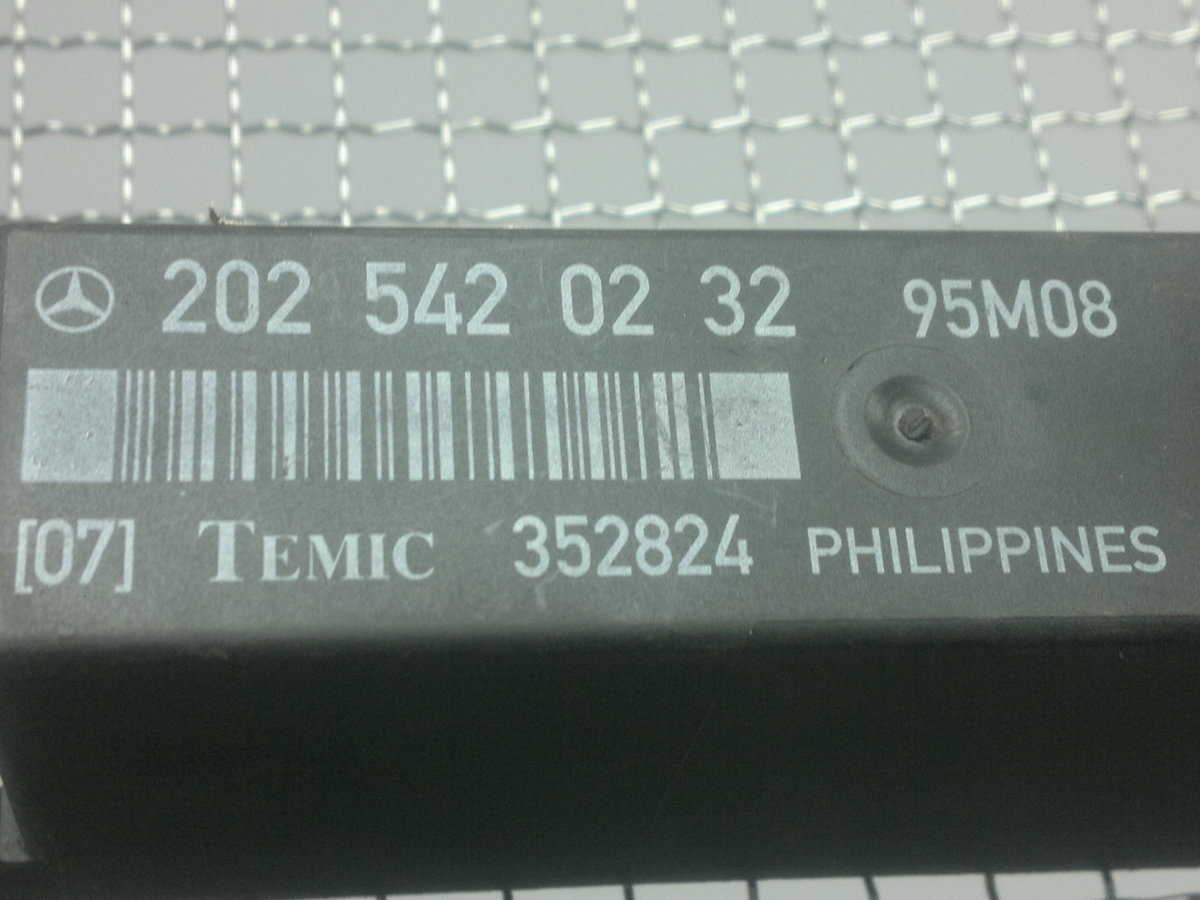 202 542 02 32 95M08
[07] TEMIC 352824 PHILIPPINES